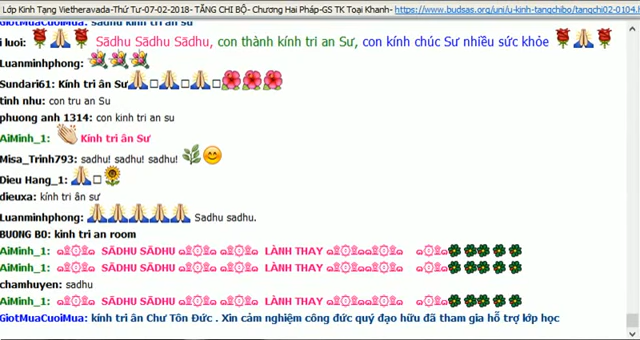 Lớp Kinh Tạng Vietheravada-Thứ Tư-07-02-2018- TĂNG CHI BỘ- Chương Hai Pháp-GS TK Toại Khanh- https://www.budsas.org/uni/u-kinh-tangchibo/tangchi02-0104.
i luoi: Sādhu Sādhu Sādhu, con thành kính tri an Sư, con kính chúc Sư nhiều sức khỏe
Luanminhphong:
Sundari61: Kính tri ân Sư
tinh nhu: con tru an Su
phuong anh 1314: con kinh tri an su
AiMinh_1: Kính tri ân Sư
Misa_Trinh793: sadhu! sadhu! sadhu!
Dieu Hang_1:
dieuxa: kính tri ân sư
Luanminhphong: Sadhu sadhu.
BUONG BO: kinh tri an room
AiMinh_1: SĀDHU SĀDHU LÀNH THAY
AiMinh_1: SĀDHU SĀDHU LÀNH THAY
chamhuyen: sadhu
AiMinh_1: SĀDHU SĀDHU LÀNH THAY
GiotMuaCuoiMua: kính tri ân Chư Tôn Đức . Xin cảm nghiệm công đức quý đạo hữu đã tham gia hỗ trợ lớp học